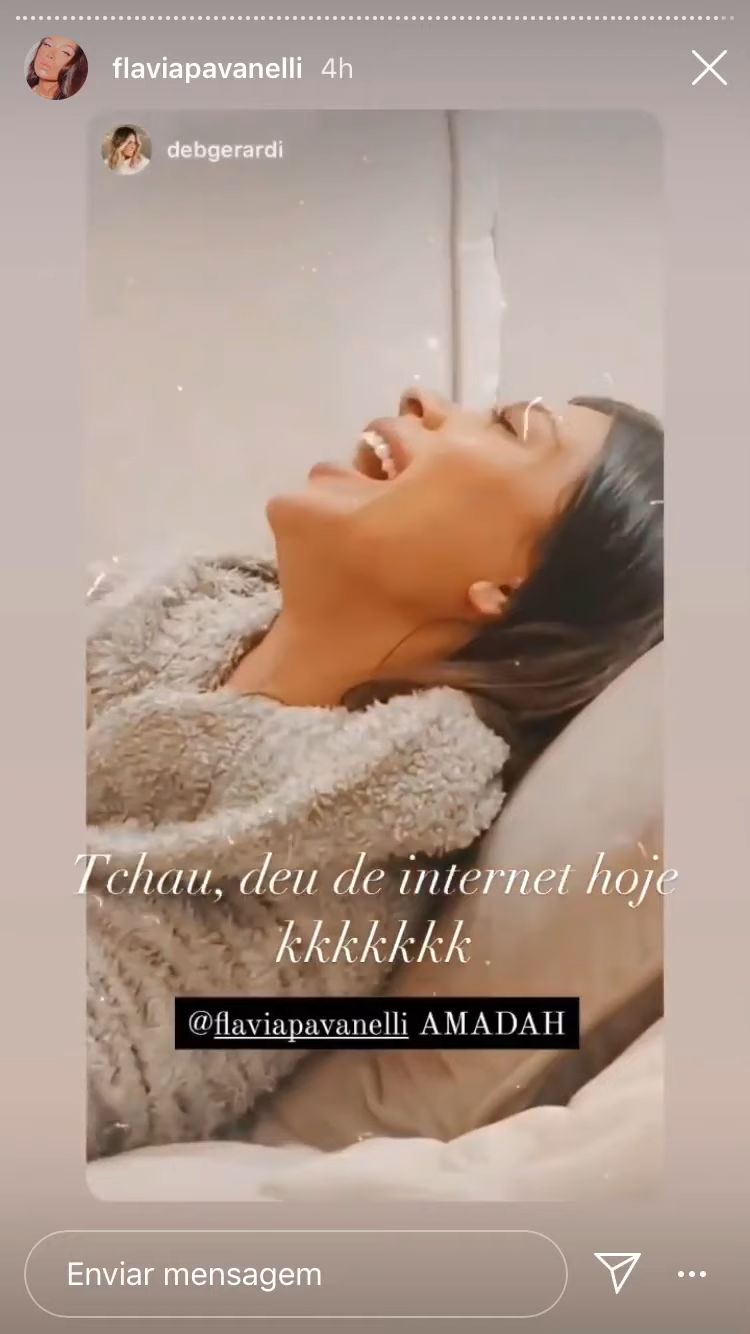 flaviapavanelli 4h
debgerardi
Tchau, deu de internet hoje
kkkkkkk
@flaviapavanelli AMADAH
Enviar mensagem